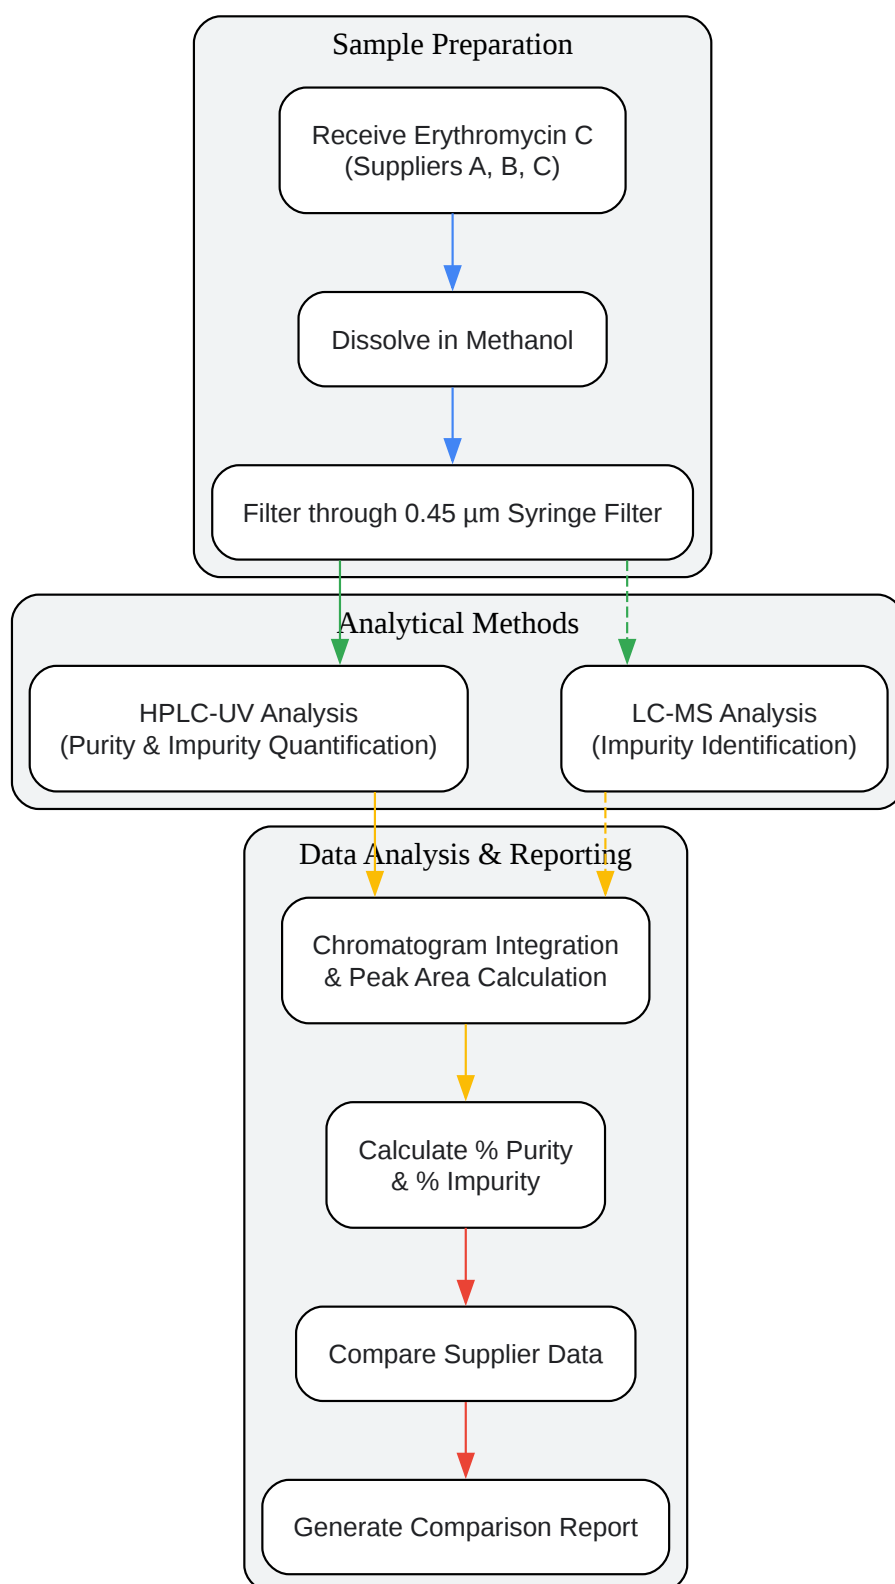 Sample Preparation
Receive Erythromycin C
(Suppliers A, B, C)
Dissolve in Methanol
Filter through 0.45 µm Syringe Filter
Analytical Methods
HPLC-UV Analysis
(Purity & Impurity Quantification)
LC-MS Analysis
(Impurity Identification)
Data Analysis & Reporting
Chromatogram Integration
& Peak Area Calculation
Calculate % Purity
& % Impurity
Compare Supplier Data
Generate Comparison Report